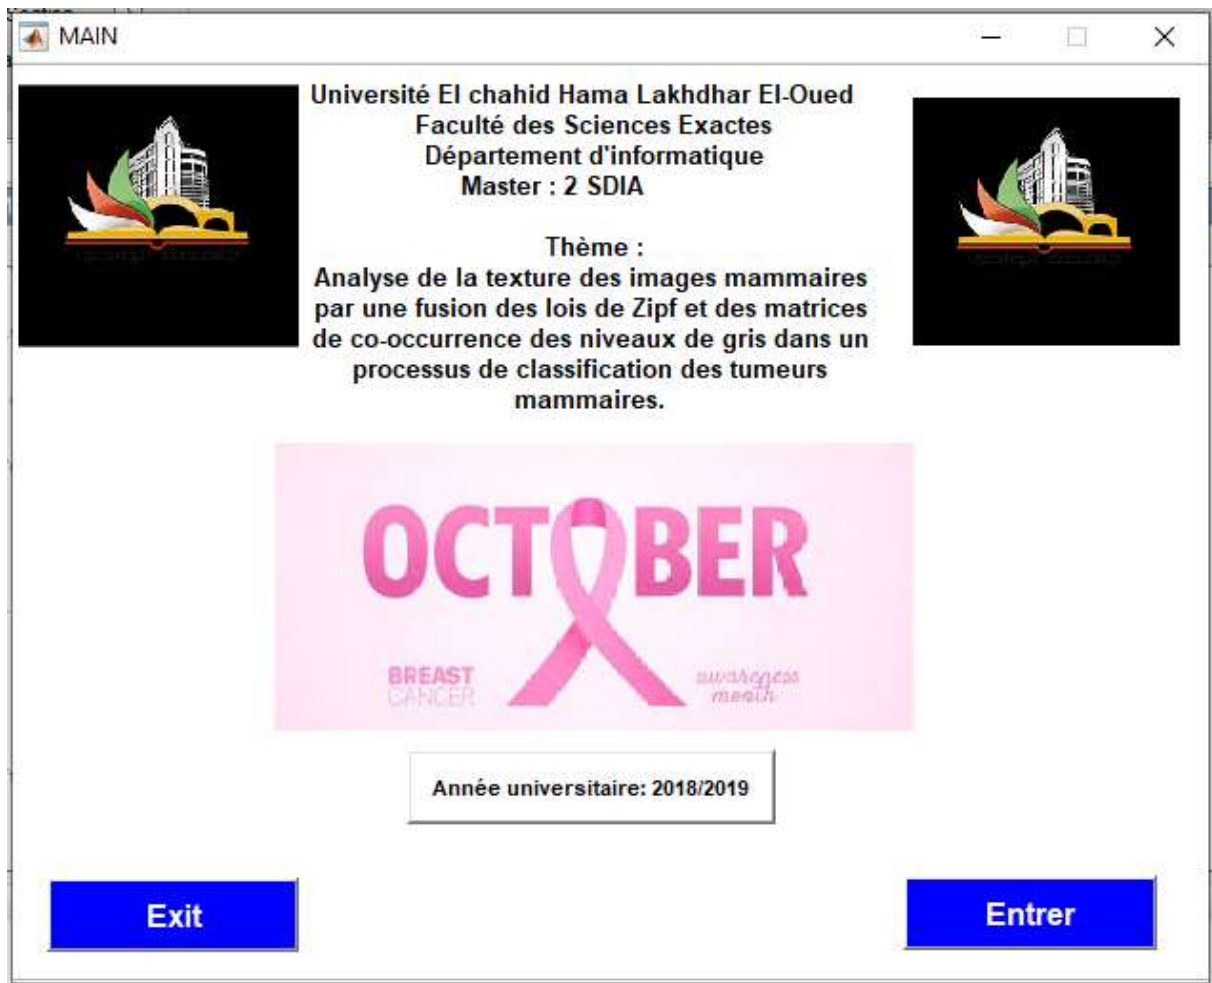 MAIN
Université El chahid Hama Lakhdhar El-Oued
Faculté des Sciences Exactes
Département d'informatique
Master : 2 SDIA
Thème :
Analyse de la texture des images mammaires
par une fusion des lois de Zipf et des matrices
de co-occurrence des niveaux de gris dans un
processus de classification des tumeurs
mammaires.
OCTOBER
BREAST
CANCER
awareness
month
Année universitaire: 2018/2019
Exit
Entrer